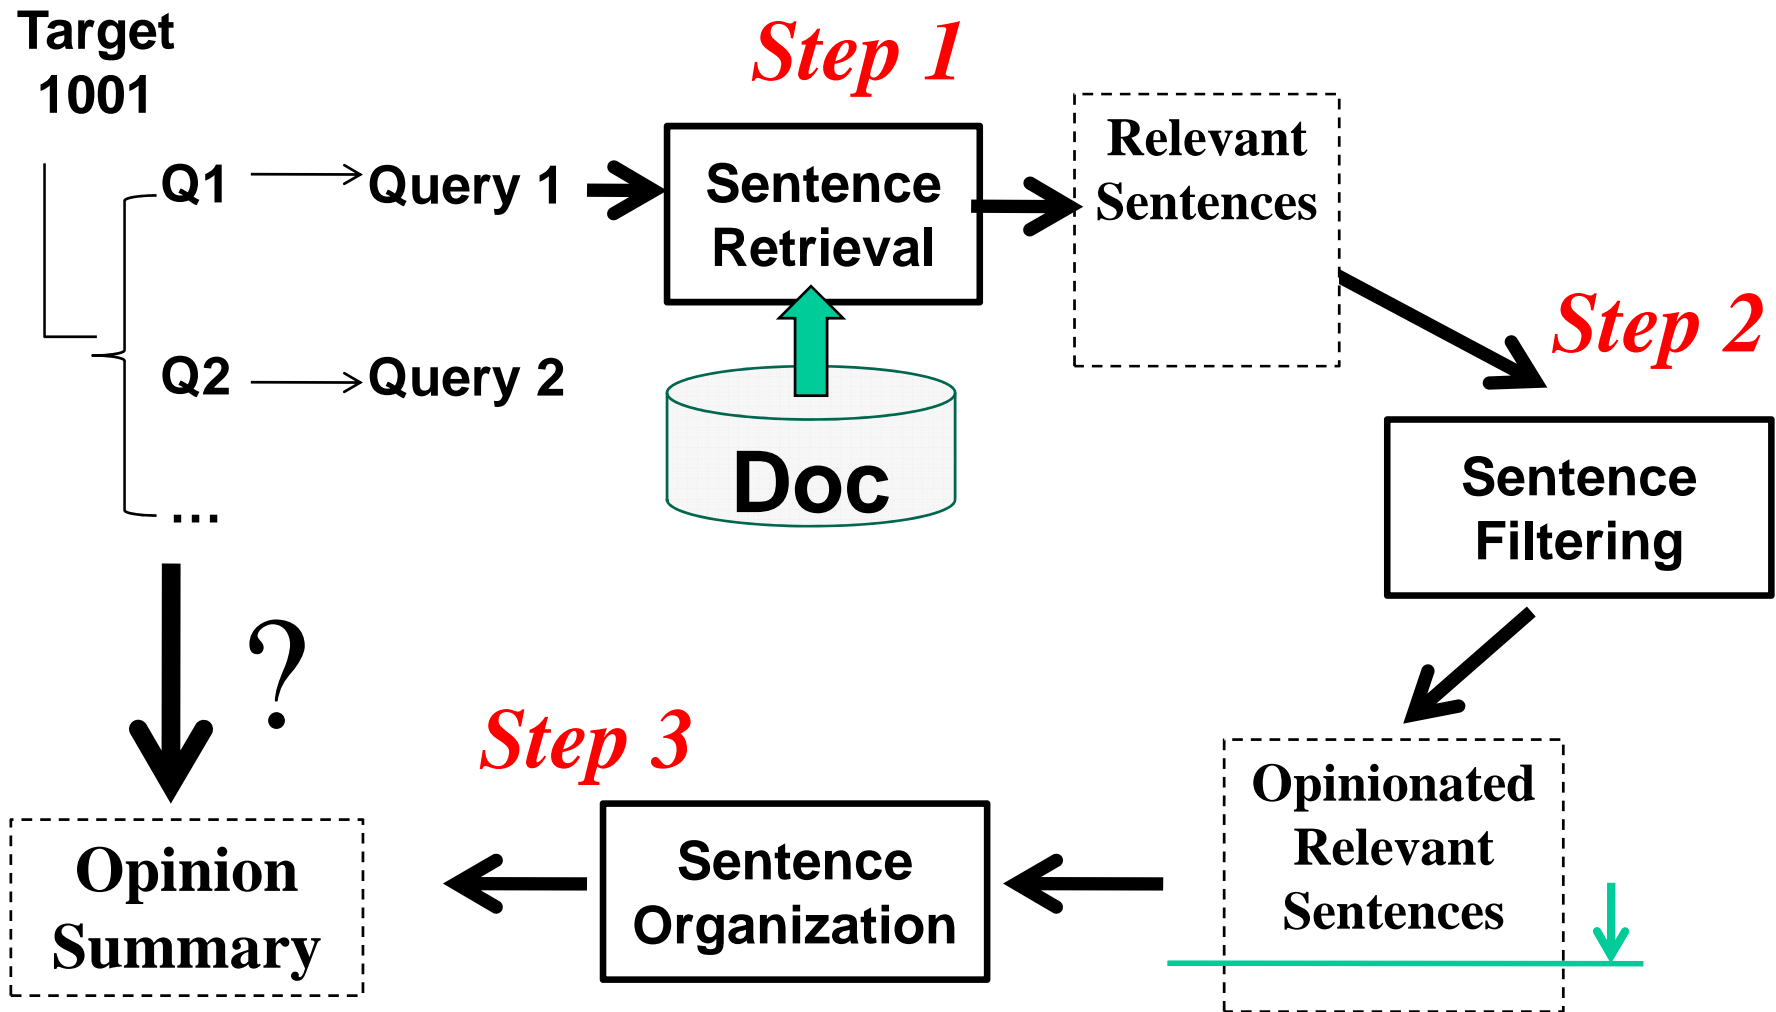 Target
1001
Step 1
Q1
Query 1
Sentence
Retrieval
Relevant
Sentences
Q2
Query 2
Doc
...
Step 2
Sentence
Filtering
?
Step 3
Opinionated
Relevant
Sentences
Sentence
Organization
Opinion
Summary